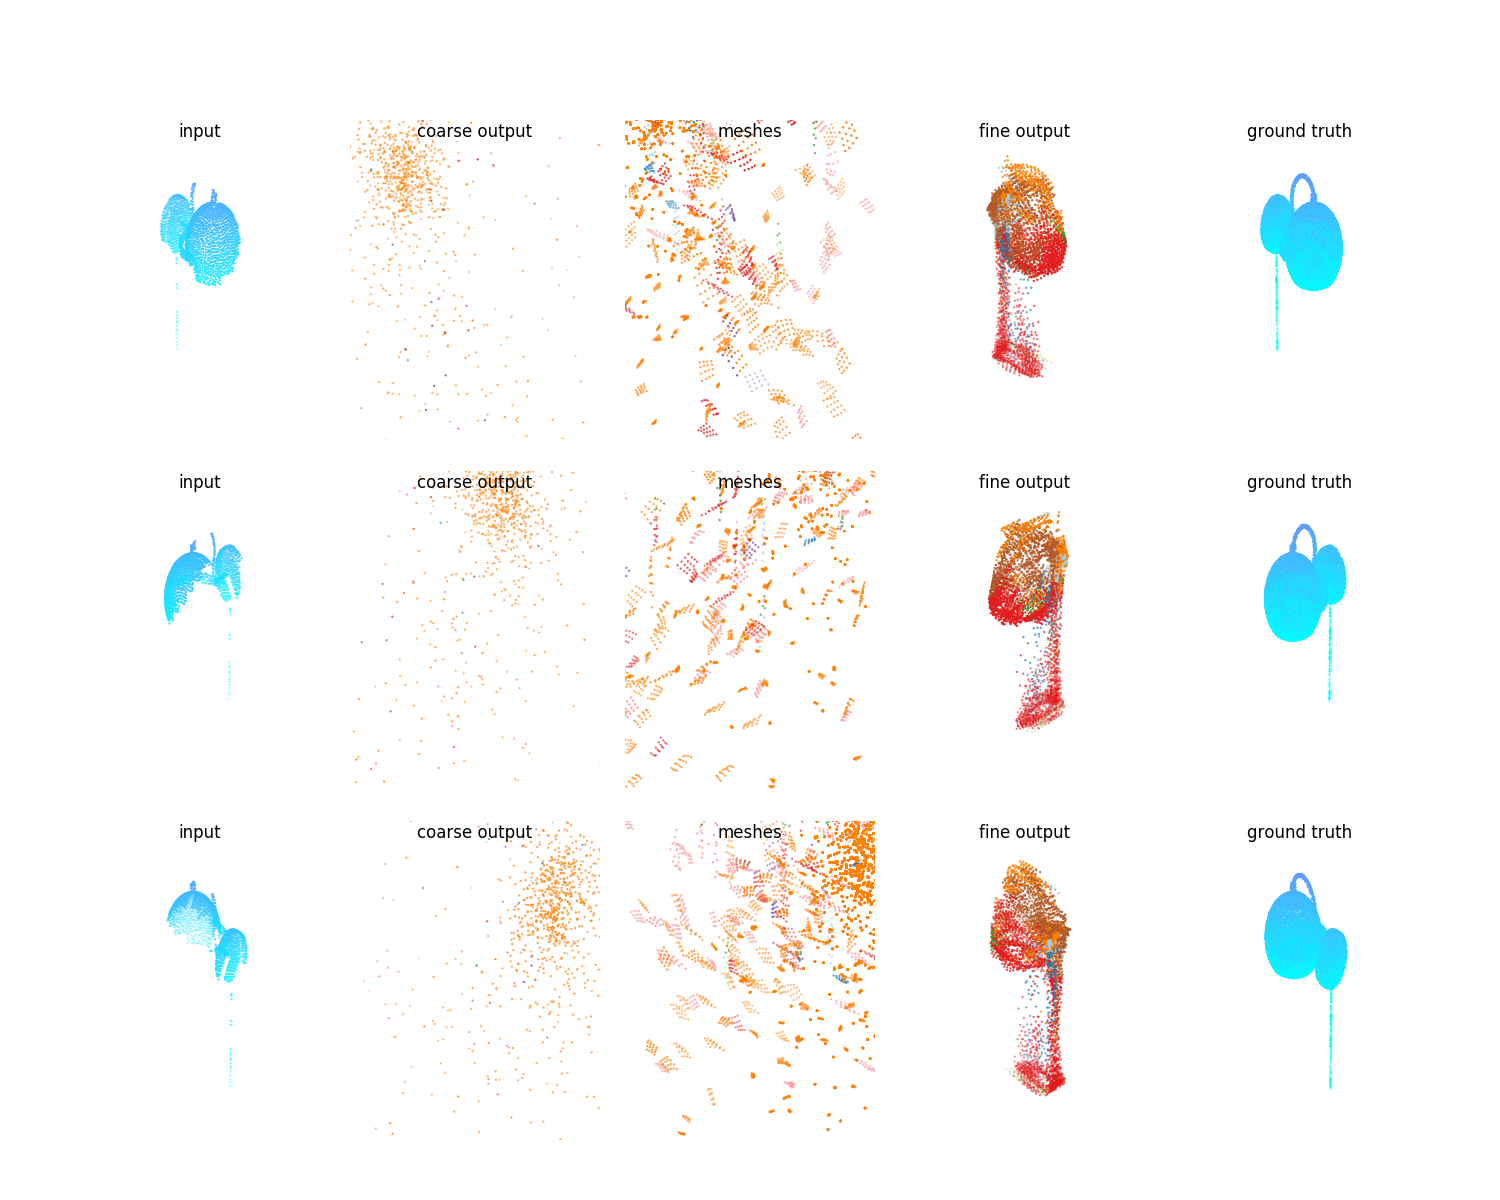 input
coarse output
meshes
fine output
ground truth
input
coarse output
meshes
fine output
ground truth
input
coarse output
meshes
fine output
ground truth